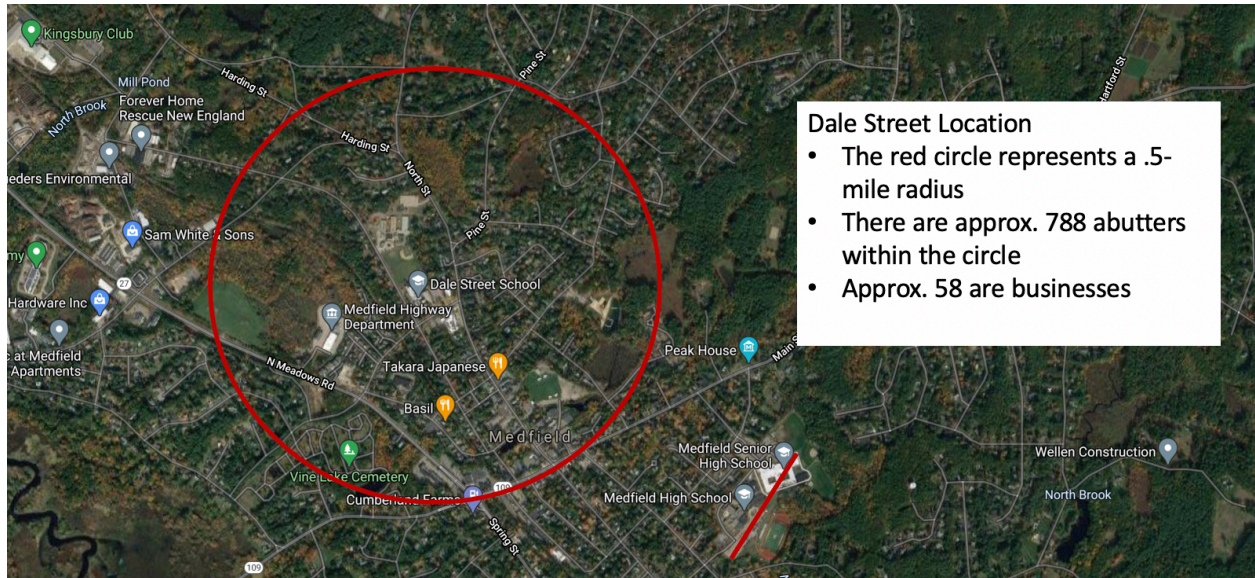 Kingsbury Club
Mill Pond
North Brook
Forever Home
Rescue New England
Harding St
Pine St
Hartford St
Harding St
North St
ueders Environmental
Pine St
Sam White & Sons
my
27
Dale Street School
Hardware Inc
Medfield Highway
Department
c at Medfield
Apartments
N Meadows Rd
Takara Japanese
Peak House
Main S
Basil
Medfield
Vine Lake Cemetery
Cumberland Farms
109
Spring St
109
Medfield Senior
High School
Medfield High School
Wellen Construction
North Brook
Dale Street Location
• The red circle represents a .5-
mile radius
• There are approx. 788 abutters
within the circle
• Approx. 58 are businesses